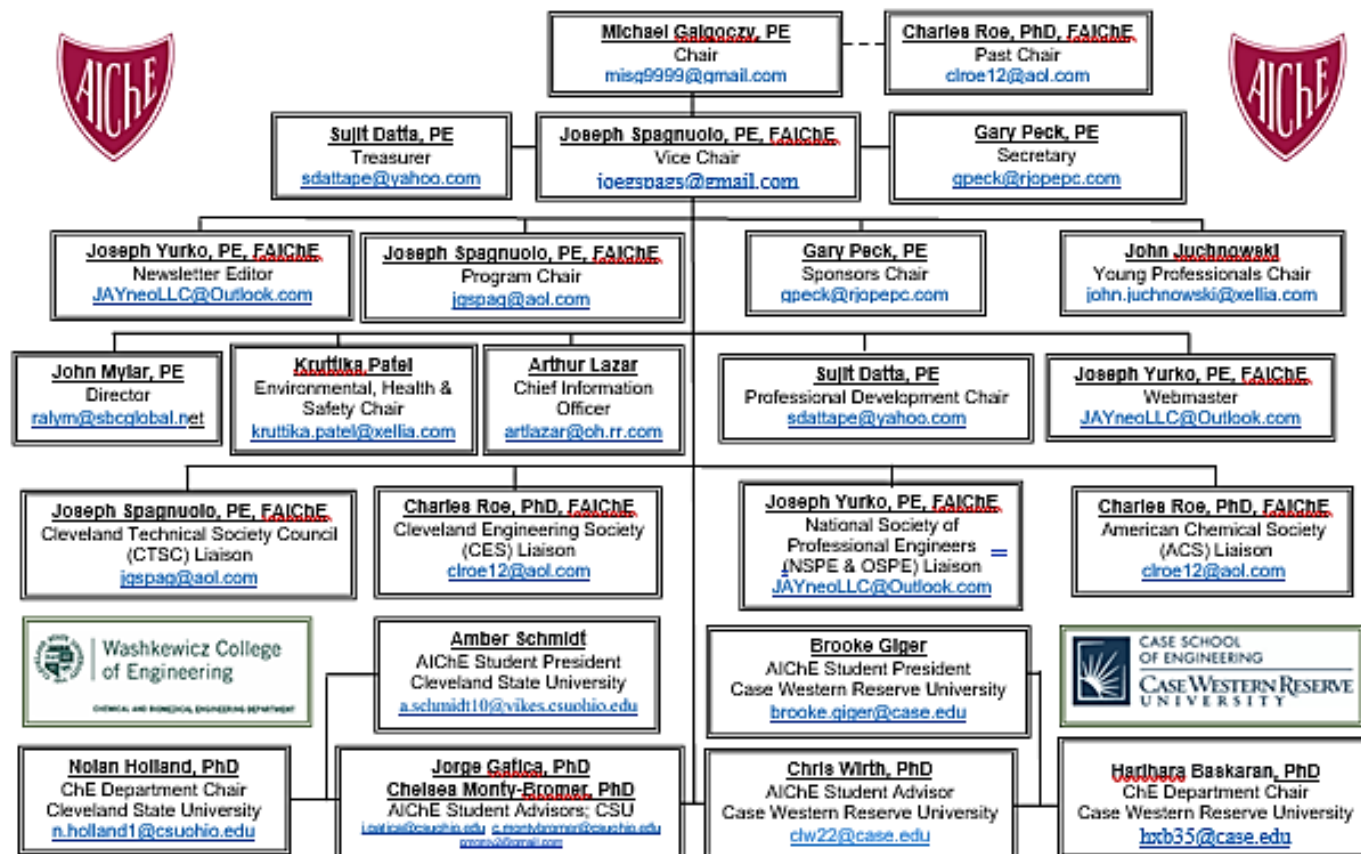 AIChE
Michael Galgoczy, PE
Chair
misg9999@gmail.com
Charles Roe, PhD, FAIChE
Past Chair
clroe12@aol.com
AIChE
Sujit Datta, PE
Treasurer
sdattape@yahoo.com
Joseph Spagnuolo, PE, FAIChE
Vice Chair
joegspags@gmail.com
Gary Peck, PE
Secretary
gpeck@rjopepc.com
Joseph Yurko, PE, FAIChE
Newsletter Editor
JAYneoLLC@Outlook.com
Joseph Spagnuolo, PE, FAIChE
Program Chair
jgspag@aol.com
Gary Peck, PE
Sponsors Chair
gpeck@rjopepc.com
John Juchnowski
Young Professionals Chair
john.juchnowski@xellia.com
John Mylar, PE
Director
ralym@sbcglobal.net
Kruttika Patel
Environmental, Health &
Safety Chair
kruttika.patel@xellia.com
Arthur Lazar
Chief Information
Officer
artlazar@oh.rr.com
Sujit Datta, PE
Professional Development Chair
sdattape@yahoo.com
Joseph Yurko, PE, FAIChE
Webmaster
JAYneoLLC@Outlook.com
Joseph Spagnuolo, PE, FAIChE
Cleveland Technical Society Council
(CTSC) Liaison
jgspag@aol.com
Charles Roe, PhD, FAIChE
Cleveland Engineering Society
(CES) Liaison
clroe12@aol.com
Joseph Yurko, PE, FAIChE
National Society of
Professional Engineers
(NSPE & OSPE) Liaison
JAYneoLLC@Outlook.com
Charles Roe, PhD, FAIChE
American Chemical Society
(ACS) Liaison
clroe12@aol.com
Washkewicz College
of Engineering
CHEMICAL AND BIOMEDICAL ENGINEERING DEPARTMENT
Amber Schmidt
AIChE Student President
Cleveland State University
a.schmidt10@vikes.csuohio.edu
Brooke Giger
AIChE Student President
Case Western Reserve University
brooke.giger@case.edu
CASE SCHOOL
OF ENGINEERING
CASE WESTERN RESERVE
UNIVERSITY
Nolan Holland, PhD
ChE Department Chair
Cleveland State University
n.holland1@csuohio.edu
Jorge Gatica, PhD
Chelsea Monty-Bromer, PhD
AIChE Student Advisors; CSU
j.gatica@csuohio.edu c.montybromer@csuohio.edu
Chris Wirth, PhD
AIChE Student Advisor
Case Western Reserve University
clw22@case.edu
Harihara Baskaran, PhD
ChE Department Chair
Case Western Reserve University
hxb35@case.edu